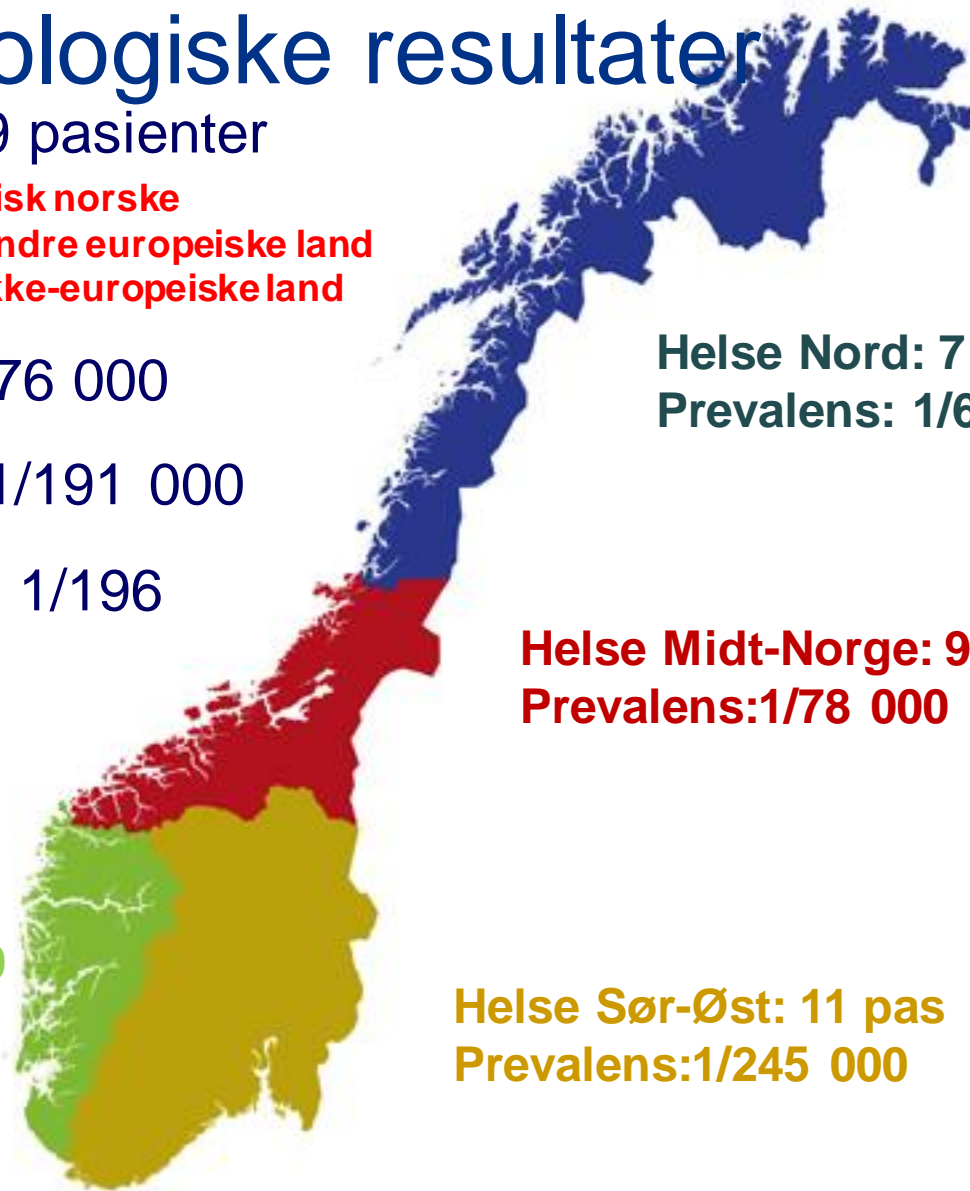 ologiske resultater
9 pasienter
isk norske
ndre europeiske land
kke-europeiske land
76 000
1/191 000
1/196
Helse Nord: 7
Prevalens: 1/6
Helse Midt-Norge: 9
Prevalens:1/78 000
Helse Sør-Øst: 11 pas
Prevalens:1/245 000